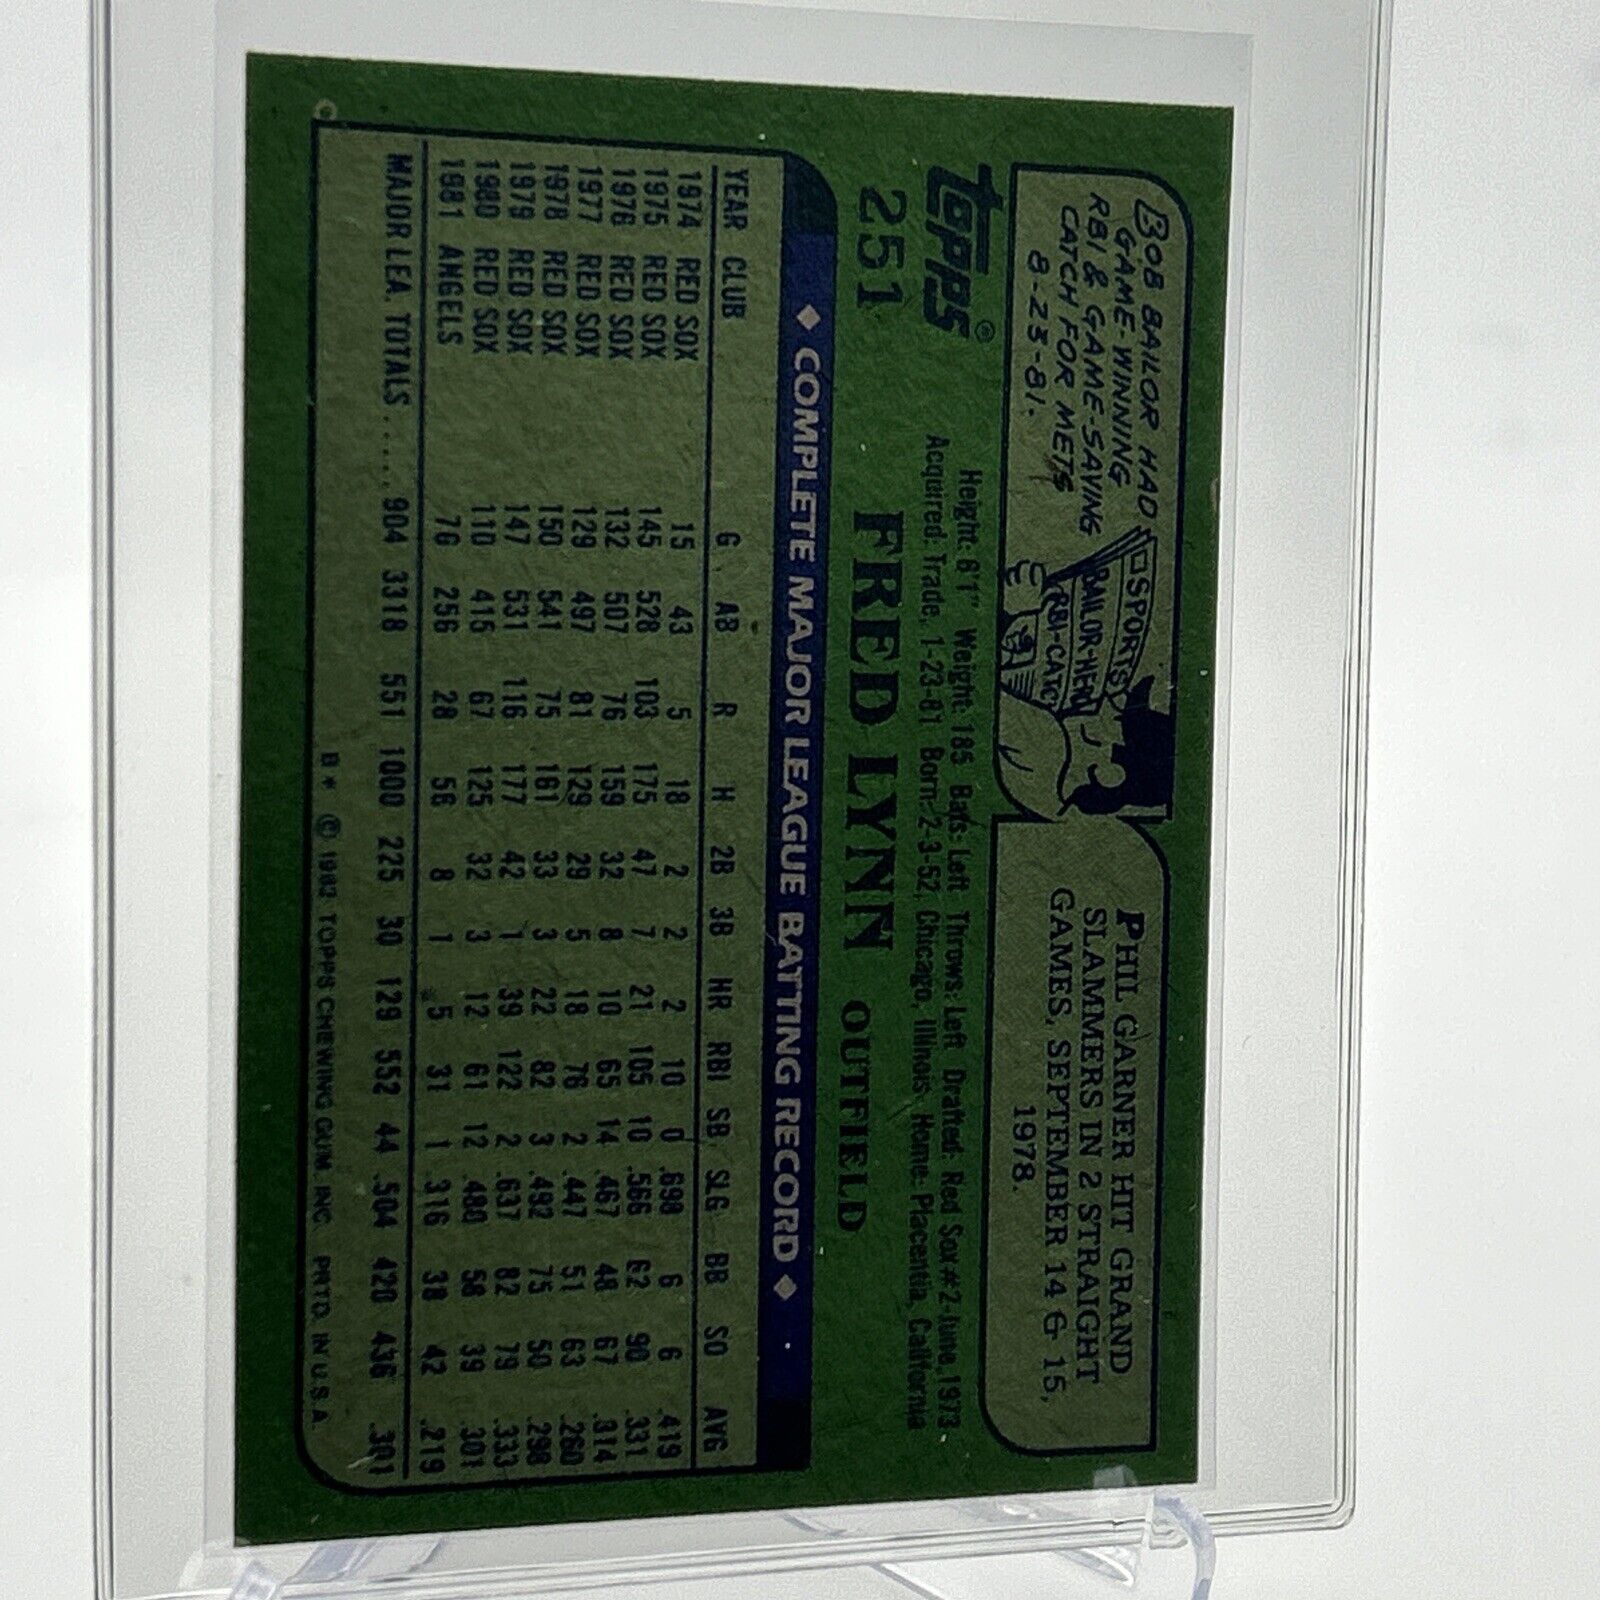 BOB BAILOR HAD
GAME-WINNING
RBI & GAME-SAVING
CATCH FOR METS
8-23-81.
SPORTS
BAILOR-HERO
RBI-CATC
PHIL GARNER HIT GRAND
SLAMMERS IN 2 STRAIGHT
GAMES, SEPTEMBER 14 & 15,
1978.
TOPPS®
Height: 6'1" Weight: 185 Bats: Left Throws: Left Drafted: Red Sox #2-June, 1973
Acquired: Trade, 1-23-81 Born: 2-3-52, Chicago, Illinois Home: Placentia, California
251 FRED LYNN OUTFIELD
◆ COMPLETE MAJOR LEAGUE BATTING RECORD ◆
YEAR CLUB G AB R H 2B 3B HR RBI SB SLG BB SO AVG
1974 RED SOX 15 43 5 18 2 2 2 10 0 .698 6 6 .419
1975 RED SOX 145 528 103 175 47 7 21 105 10 .566 62 90 .331
1976 RED SOX 132 507 76 159 32 8 10 65 14 .467 48 67 .314
1977 RED SOX 129 497 81 129 29 5 18 76 2 .447 51 63 .260
1978 RED SOX 150 541 75 161 33 3 22 82 3 .492 75 50 .298
1979 RED SOX 147 531 116 177 42 1 39 122 2 .637 82 79 .333
1980 RED SOX 110 415 67 125 32 3 12 61 12 .480 58 39 .301
1981 ANGELS 76 256 28 56 8 1 5 31 1 .316 38 42 .219
MAJOR LEA. TOTALS..... 904 3318 551 1000 225 30 129 552 44 .504 420 436 .301
B* © 1982 TOPPS CHEWING GUM, INC. PRTD. IN U.S.A.